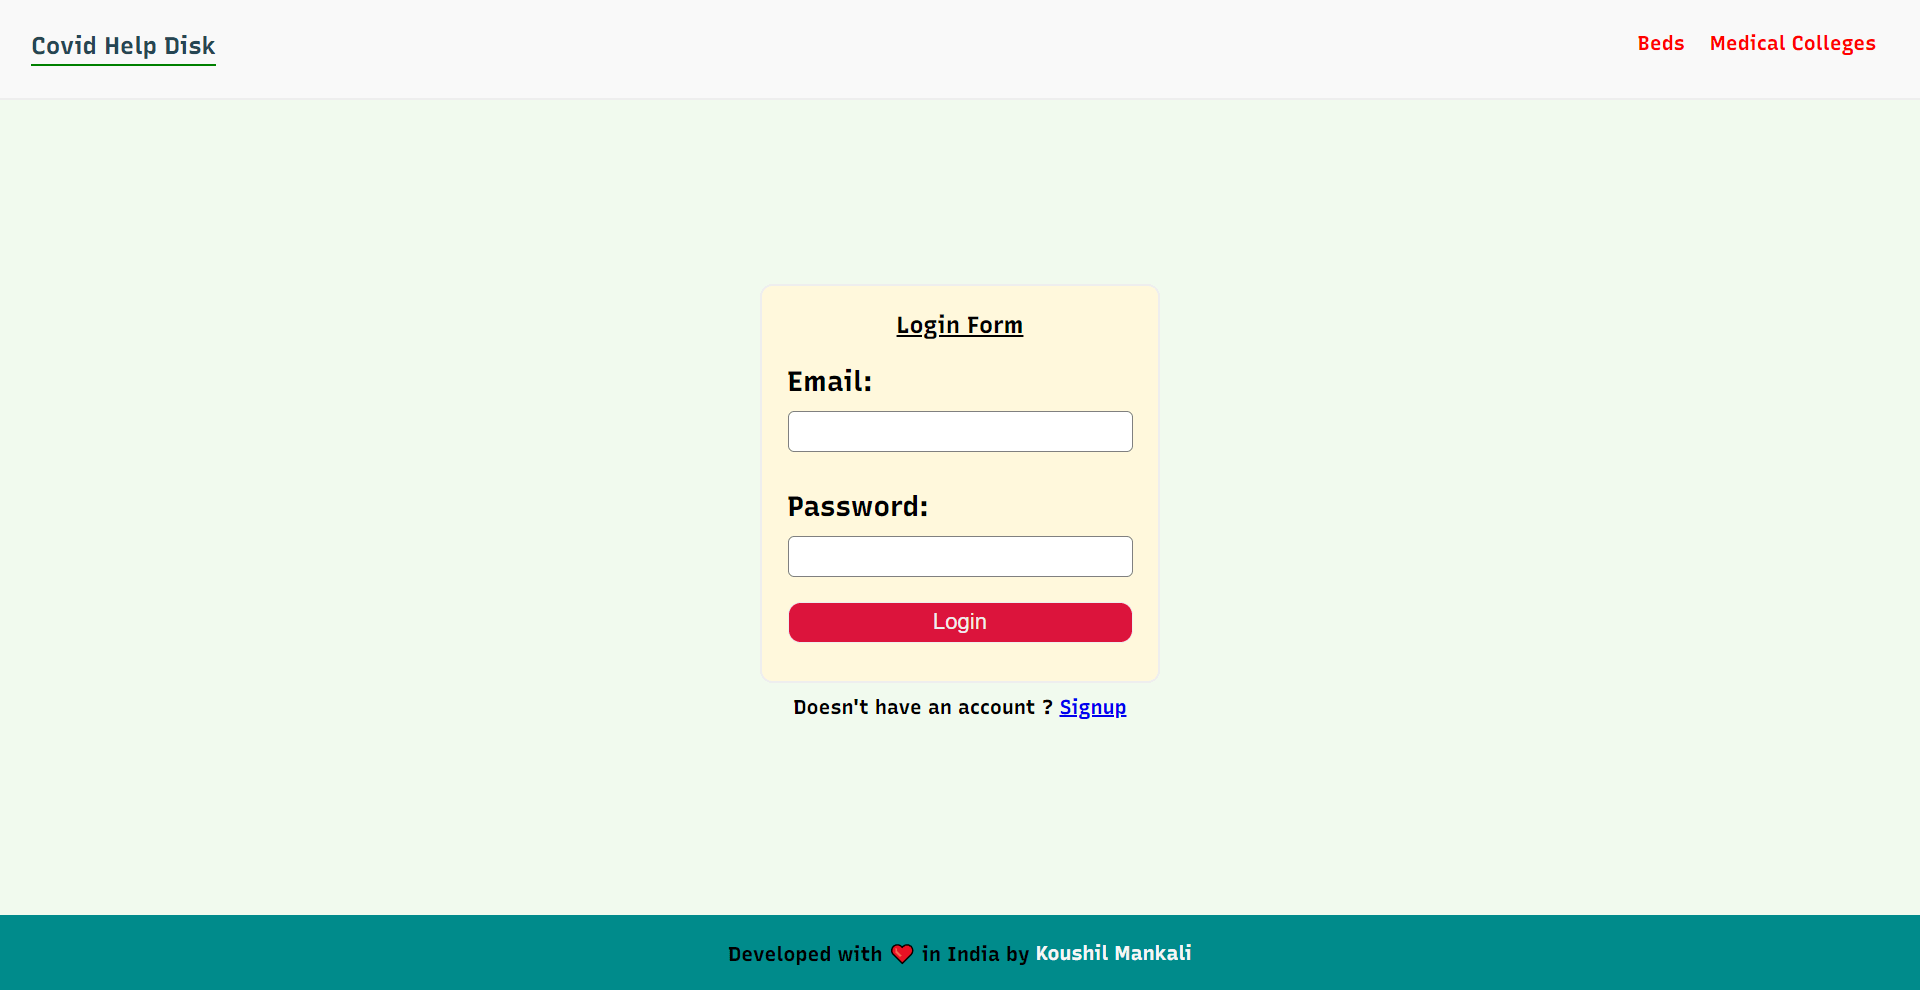 Covid Help Disk
Beds Medical Colleges
Login Form
Email:
Password:
Login
Doesn't have an account ? Signup
Developed with ❤️ in India by Koushil Mankali